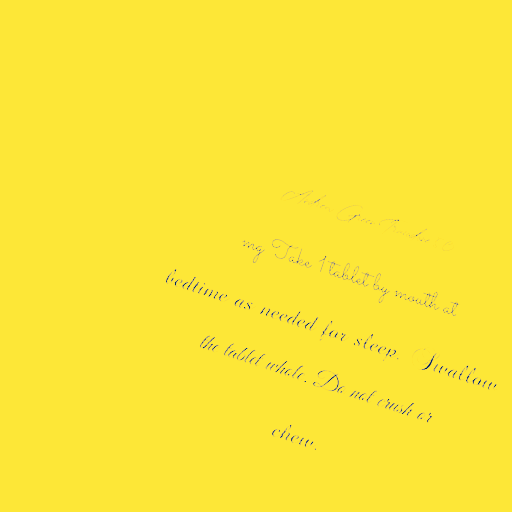 mg Take 1 tablet by mouth at
bedtime as needed for sleep. Swallow
the tablet whole. Do not crush or
chew.